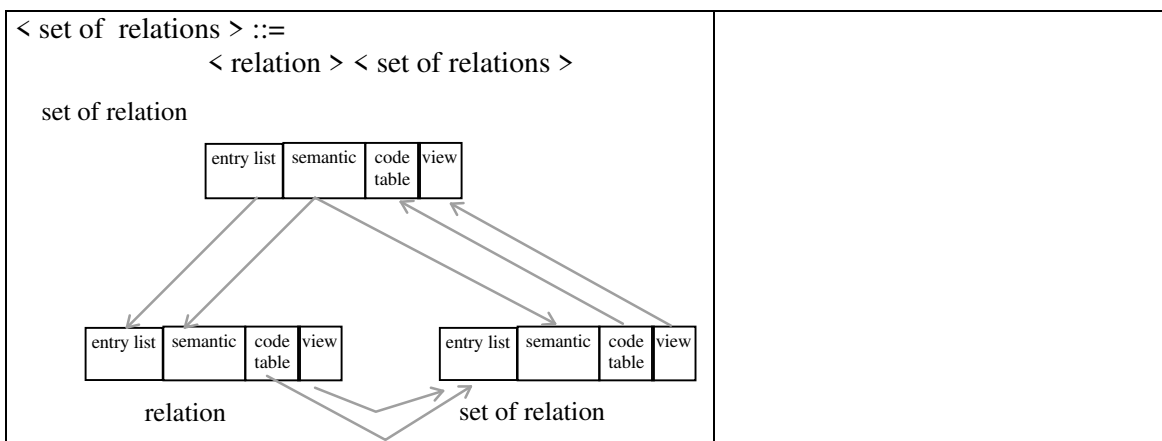 < set of relations > ::=
< relation > < set of relations >
set of relation
entry list semantic code view
table
entry list semantic code view
table
entry list semantic code view
table
relation
set of relation